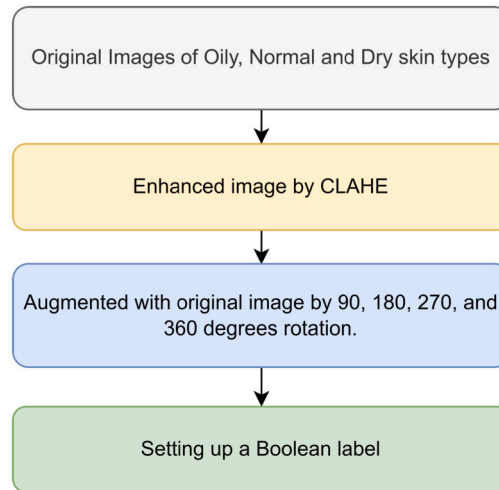 Original Images of Oily, Normal and Dry skin types
Enhanced image by CLAHE
Augmented with original image by 90, 180, 270, and
360 degrees rotation.
Setting up a Boolean label